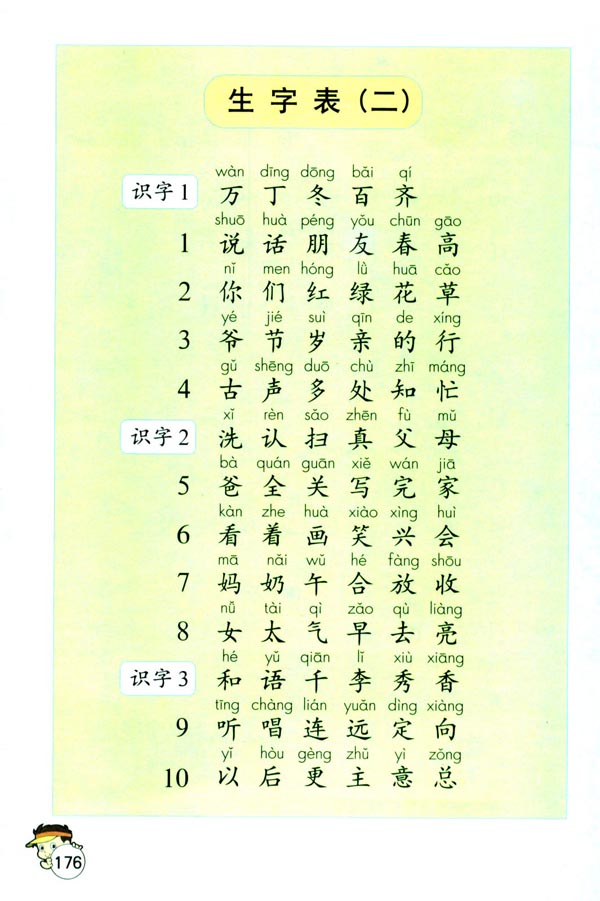 生字表（二）
wàn dīng dōng bǎi qí
识字1 万 丁 冬 百 齐
shuō huà péng yǒu chūn gāo
1 说 话 朋 友 春 高
nǐ men hóng lǜ huā cǎo
2 你 们 红 绿 花 草
yé jié suì qīn de xíng
3 爷 节 岁 亲 的 行
gǔ shēng duō chù zhī máng
4 古 声 多 处 知 忙
xǐ rèn sǎo zhēn fù mǔ
识字2 洗 认 扫 真 父 母
bà quán guān xiě wán jiā
5 爸 全 关 写 完 家
kàn zhe huà xiào xìng huì
6 看 着 画 笑 兴 会
mā nǎi wǔ hé fàng shōu
7 妈 奶 午 合 放 收
nǚ tài qì zǎo qù liàng
8 女 太 气 早 去 亮
hé yǔ qiān lǐ xiù xiāng
识字3 和 语 千 李 秀 香
tīng chàng lián yuǎn dìng xiàng
9 听 唱 连 远 定 向
yǐ hòu gèng zhǔ yì zǒng
10 以 后 更 主 意 总
176